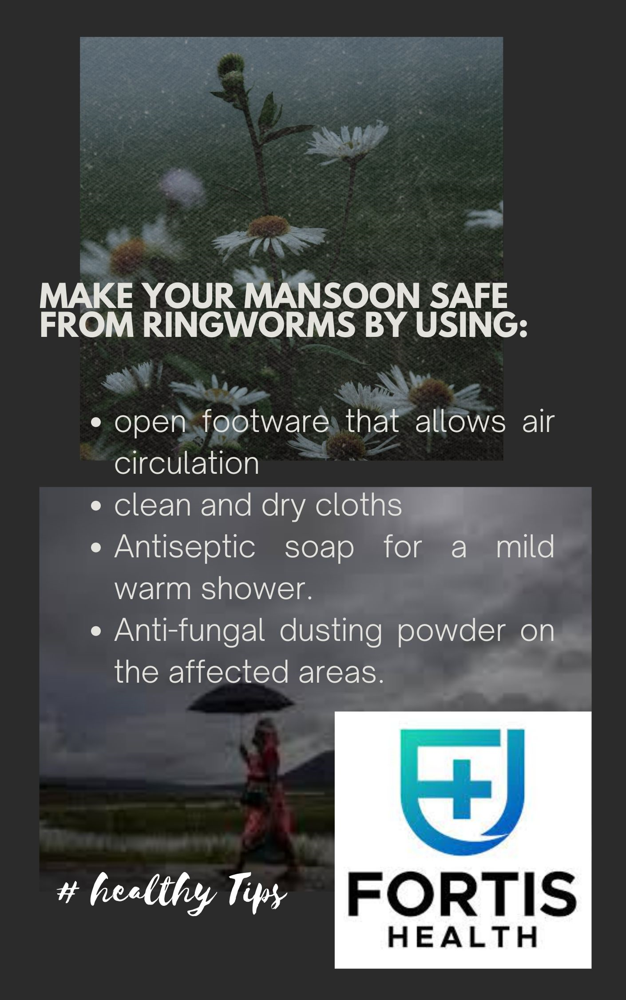 MAKE YOUR MANSOON SAFE
FROM RINGWORMS BY USING:
• open footware that allows air
circulation
• clean and dry cloths
• Antiseptic soap for a mild
warm shower.
• Anti-fungal dusting powder on
the affected areas.
# healthy Tips
FORTIS
HEALTH